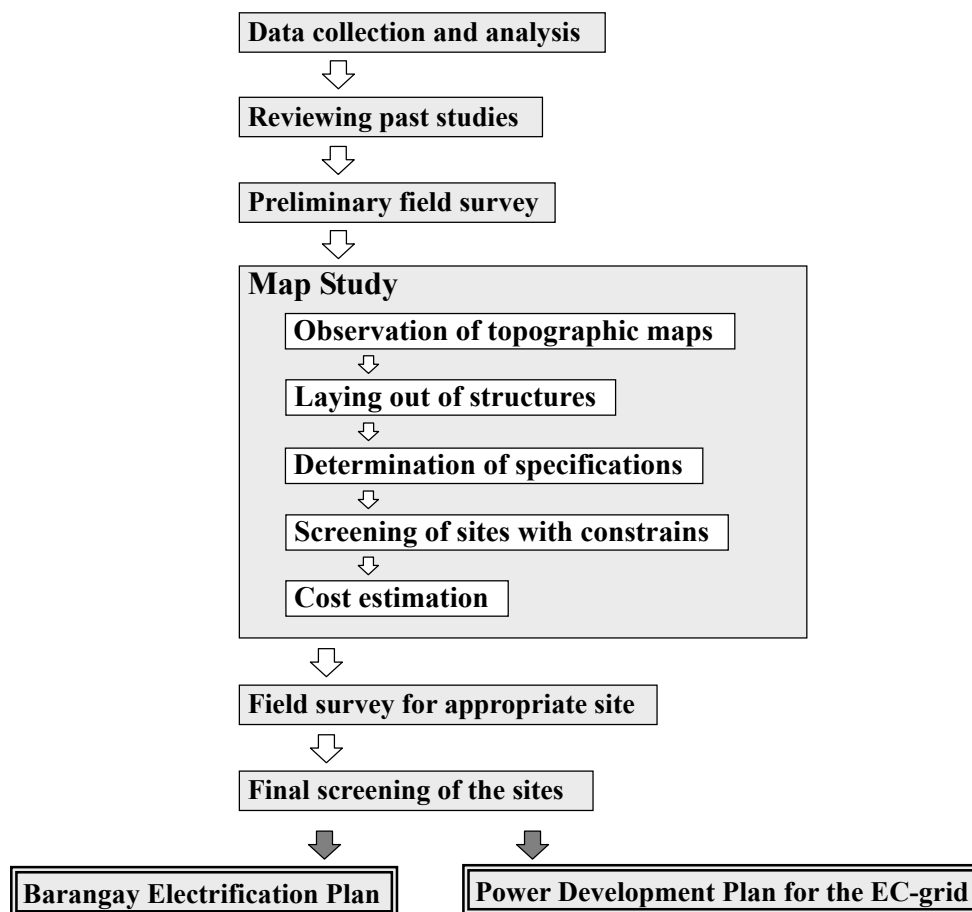 Data collection and analysis
Reviewing past studies
Preliminary field survey
Map Study
Observation of topographic maps
Laying out of structures
Determination of specifications
Screening of sites with constrains
Cost estimation
Field survey for appropriate site
Final screening of the sites
Barangay Electrification Plan
Power Development Plan for the EC-grid